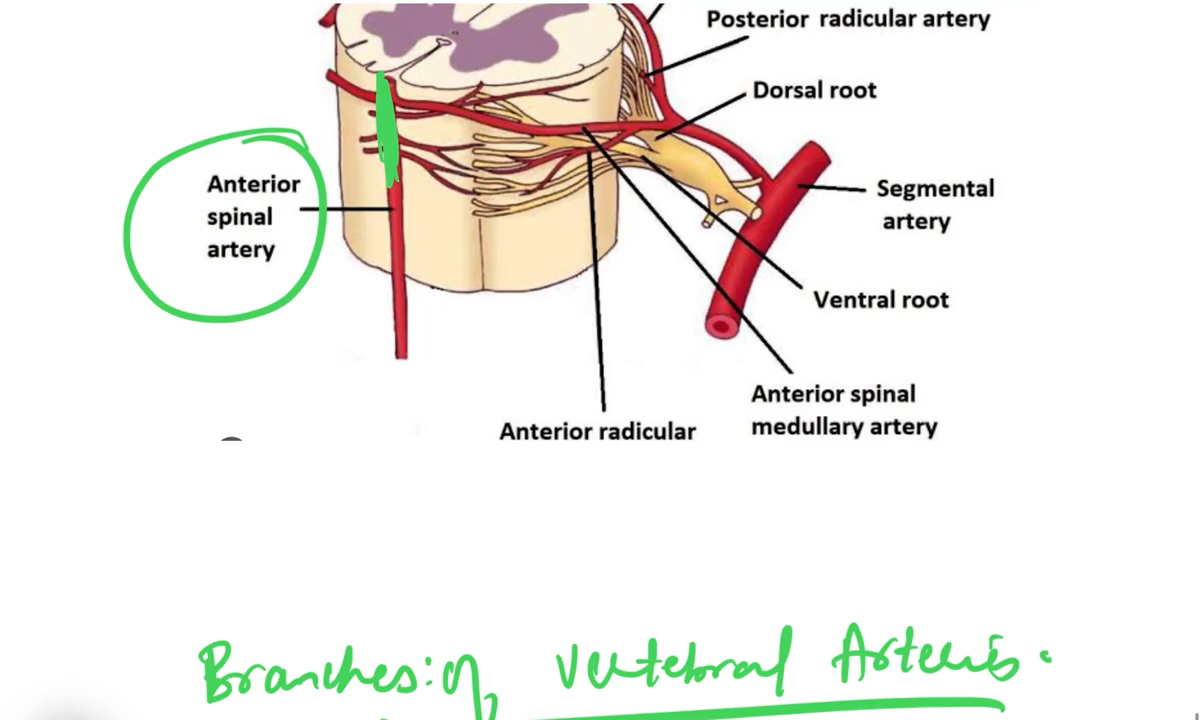 Posterior radicular artery
Dorsal root
Anterior
spinal
artery
Segmental
artery
Ventral root
Anterior spinal
medullary artery
Anterior radicular
Branches: of vertebral Arteries.